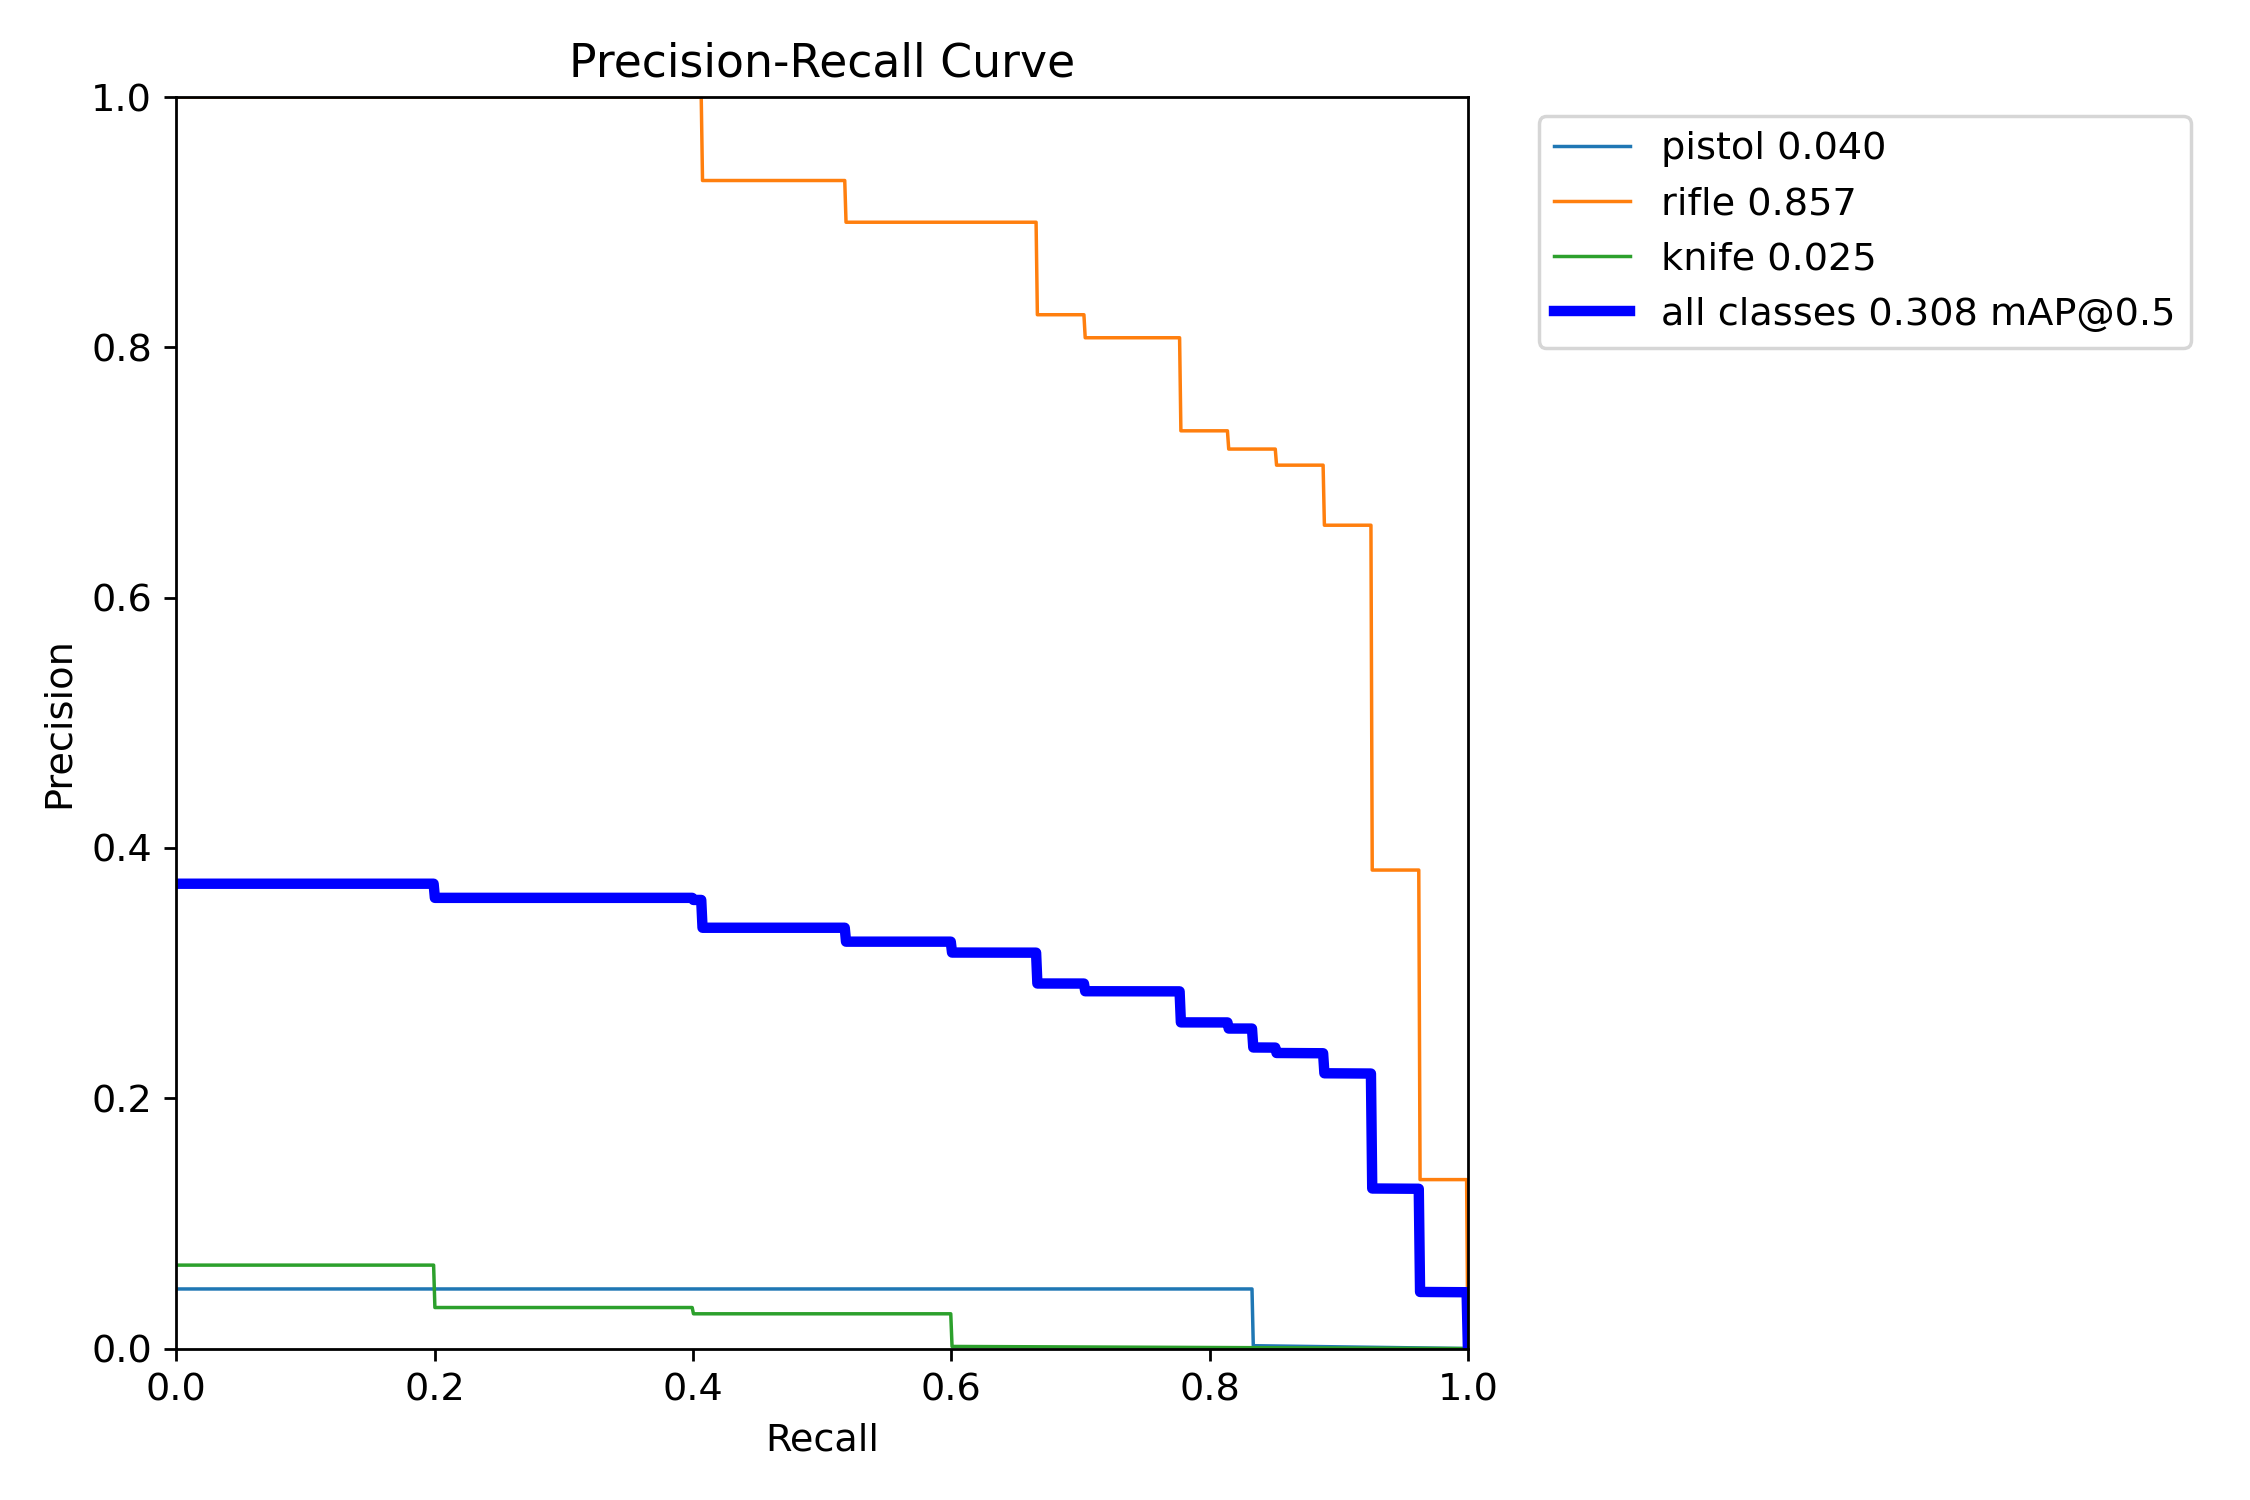 Precision-Recall Curve
1.0
0.8
0.6
0.4
0.2
0.0
Precision
0.0 0.2 0.4 0.6 0.8 1.0
Recall
pistol 0.040
rifle 0.857
knife 0.025
all classes 0.308 mAP@0.5